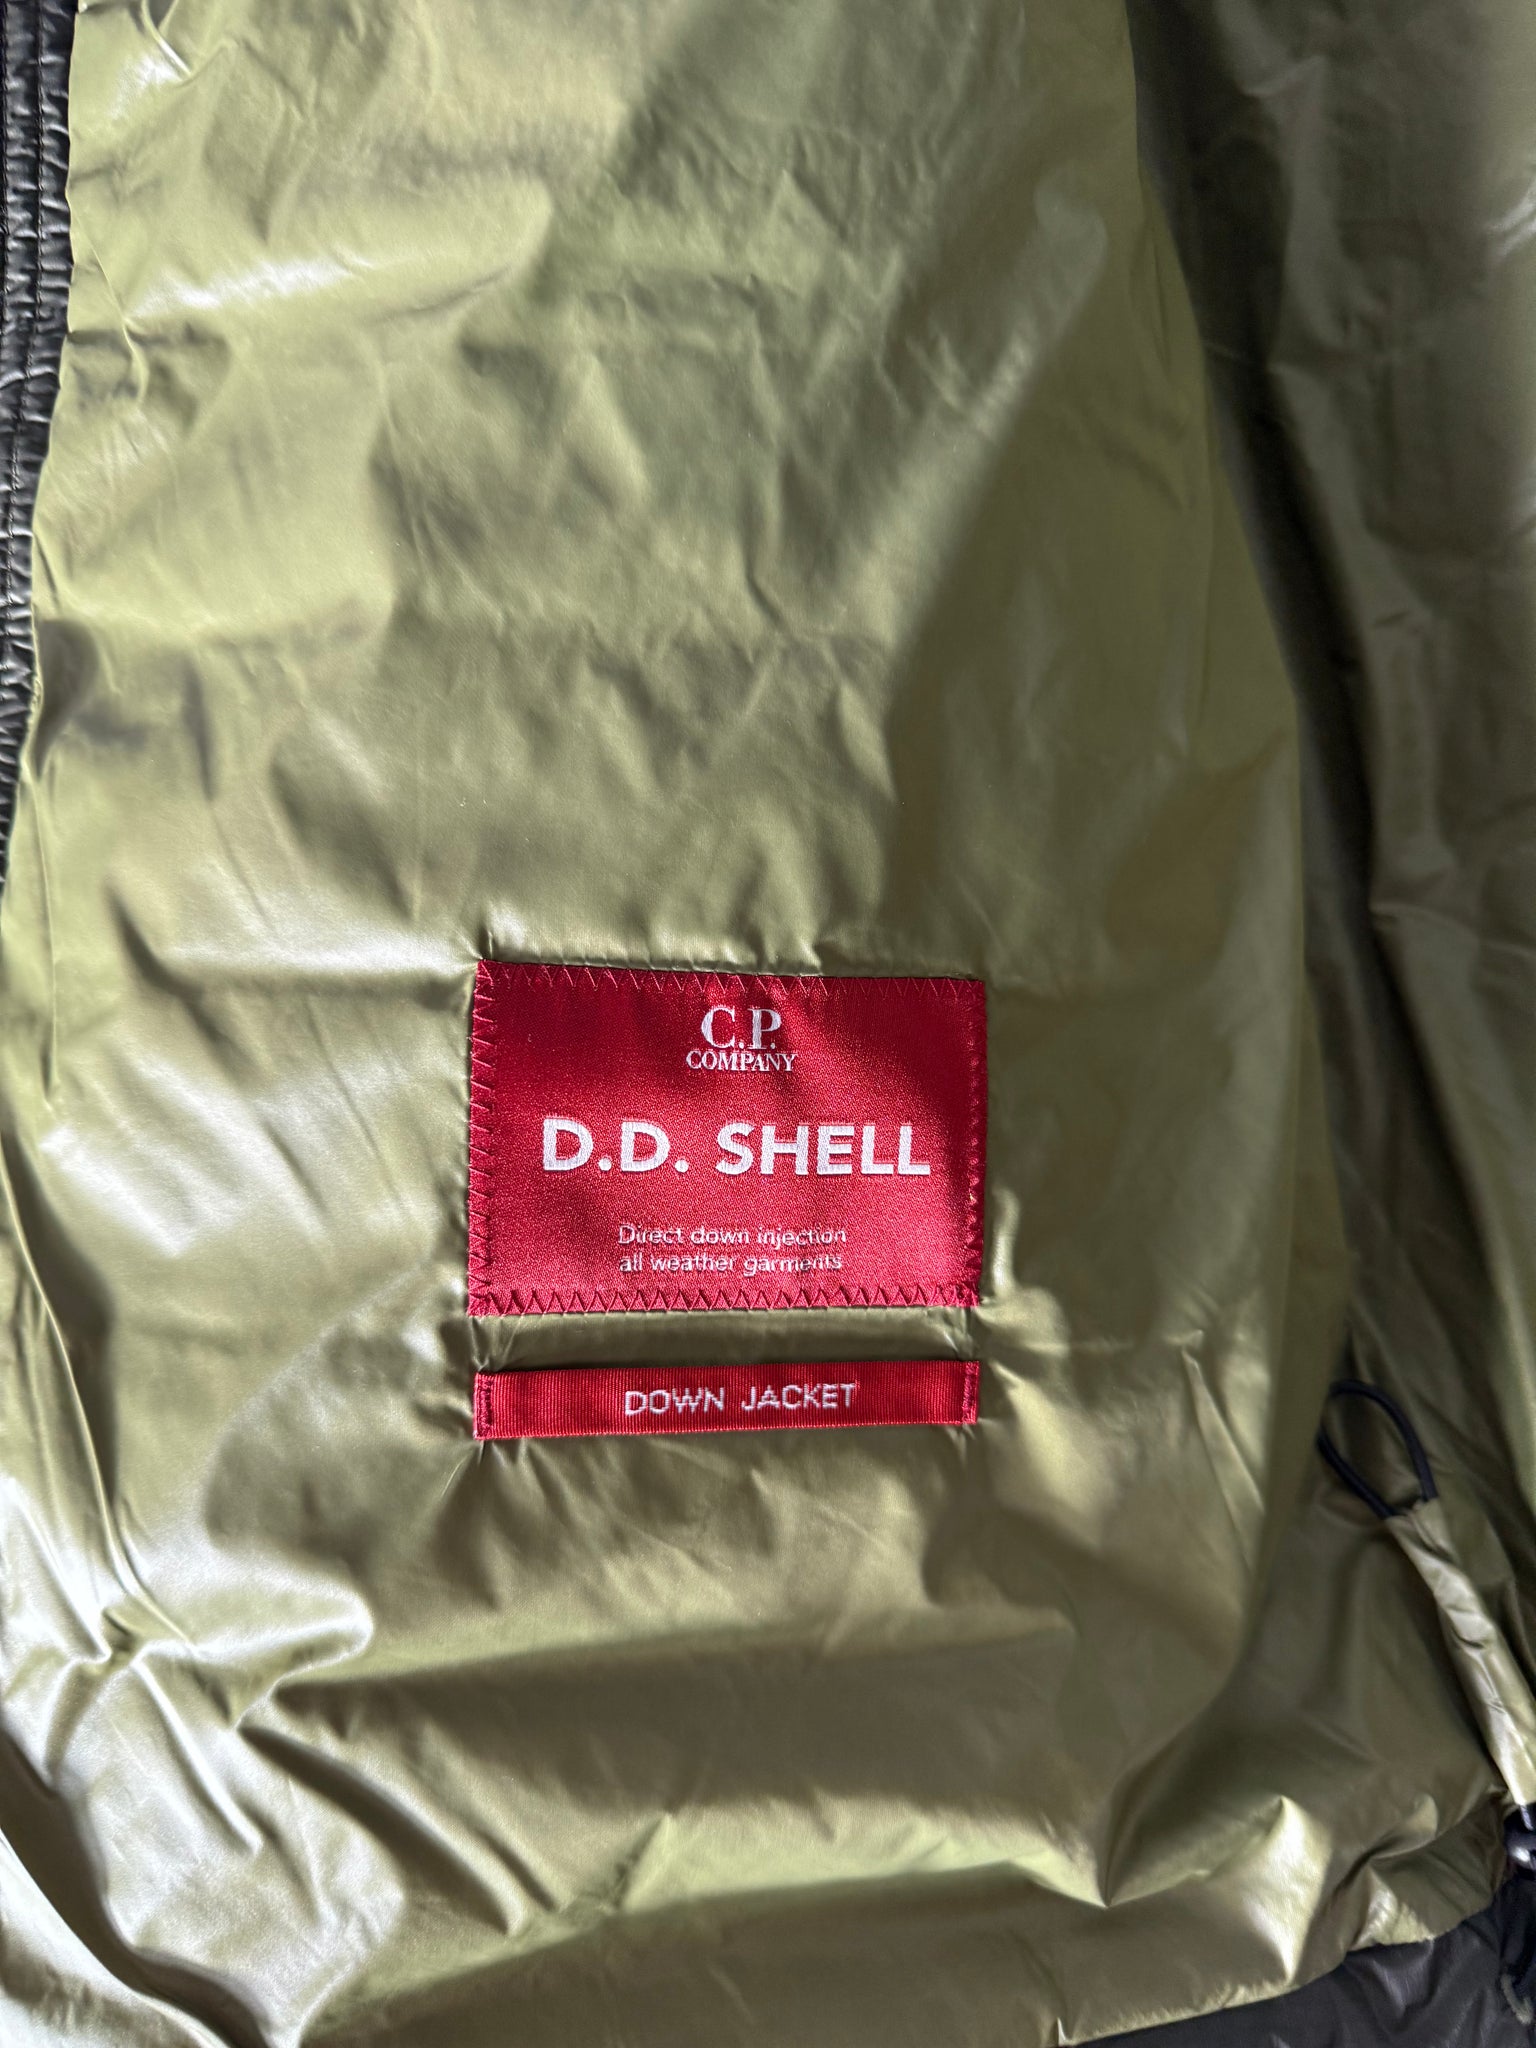 C.P.
COMPANY
D.D. SHELL
Direct down injection
all weather garments
DOWN JACKET